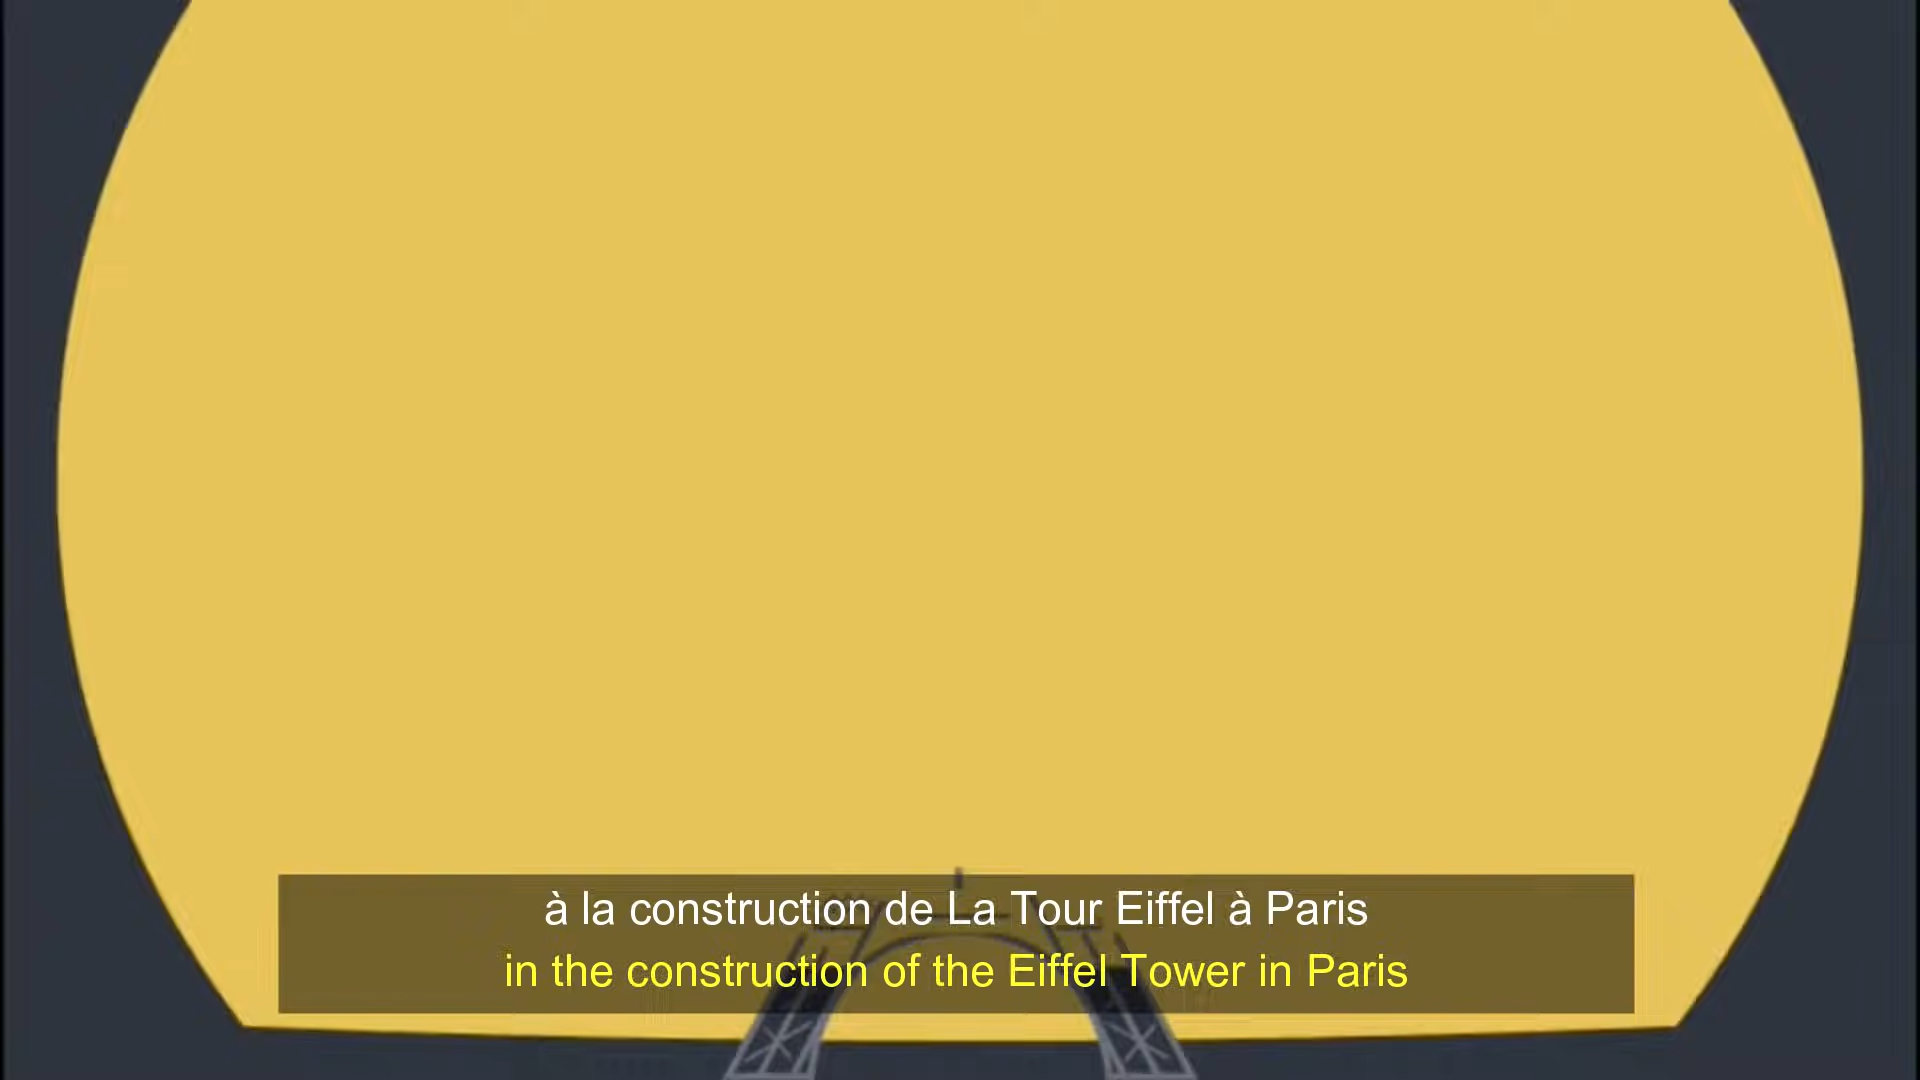 à la construction de La Tour Eiffel à Paris
in the construction of the Eiffel Tower in Paris